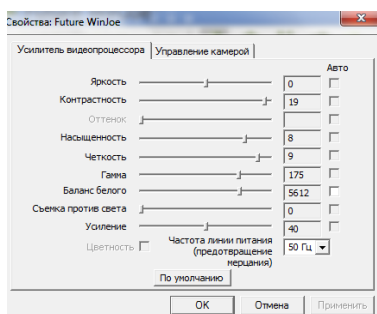 Свойства: Future WinJoe
Усилитель видеопроцессора Управление камерой
Авто
Яркость 0
Контрастность 19
Оттенок
Насыщенность 8
Четкость 9
Гамма 175
Баланс белого 5612
Съемка против света 0
Усиление 40
Цветность Частота линии питания 50 Гц
(предотвращение
мерцания)
По умолчанию
OK Отмена Применить